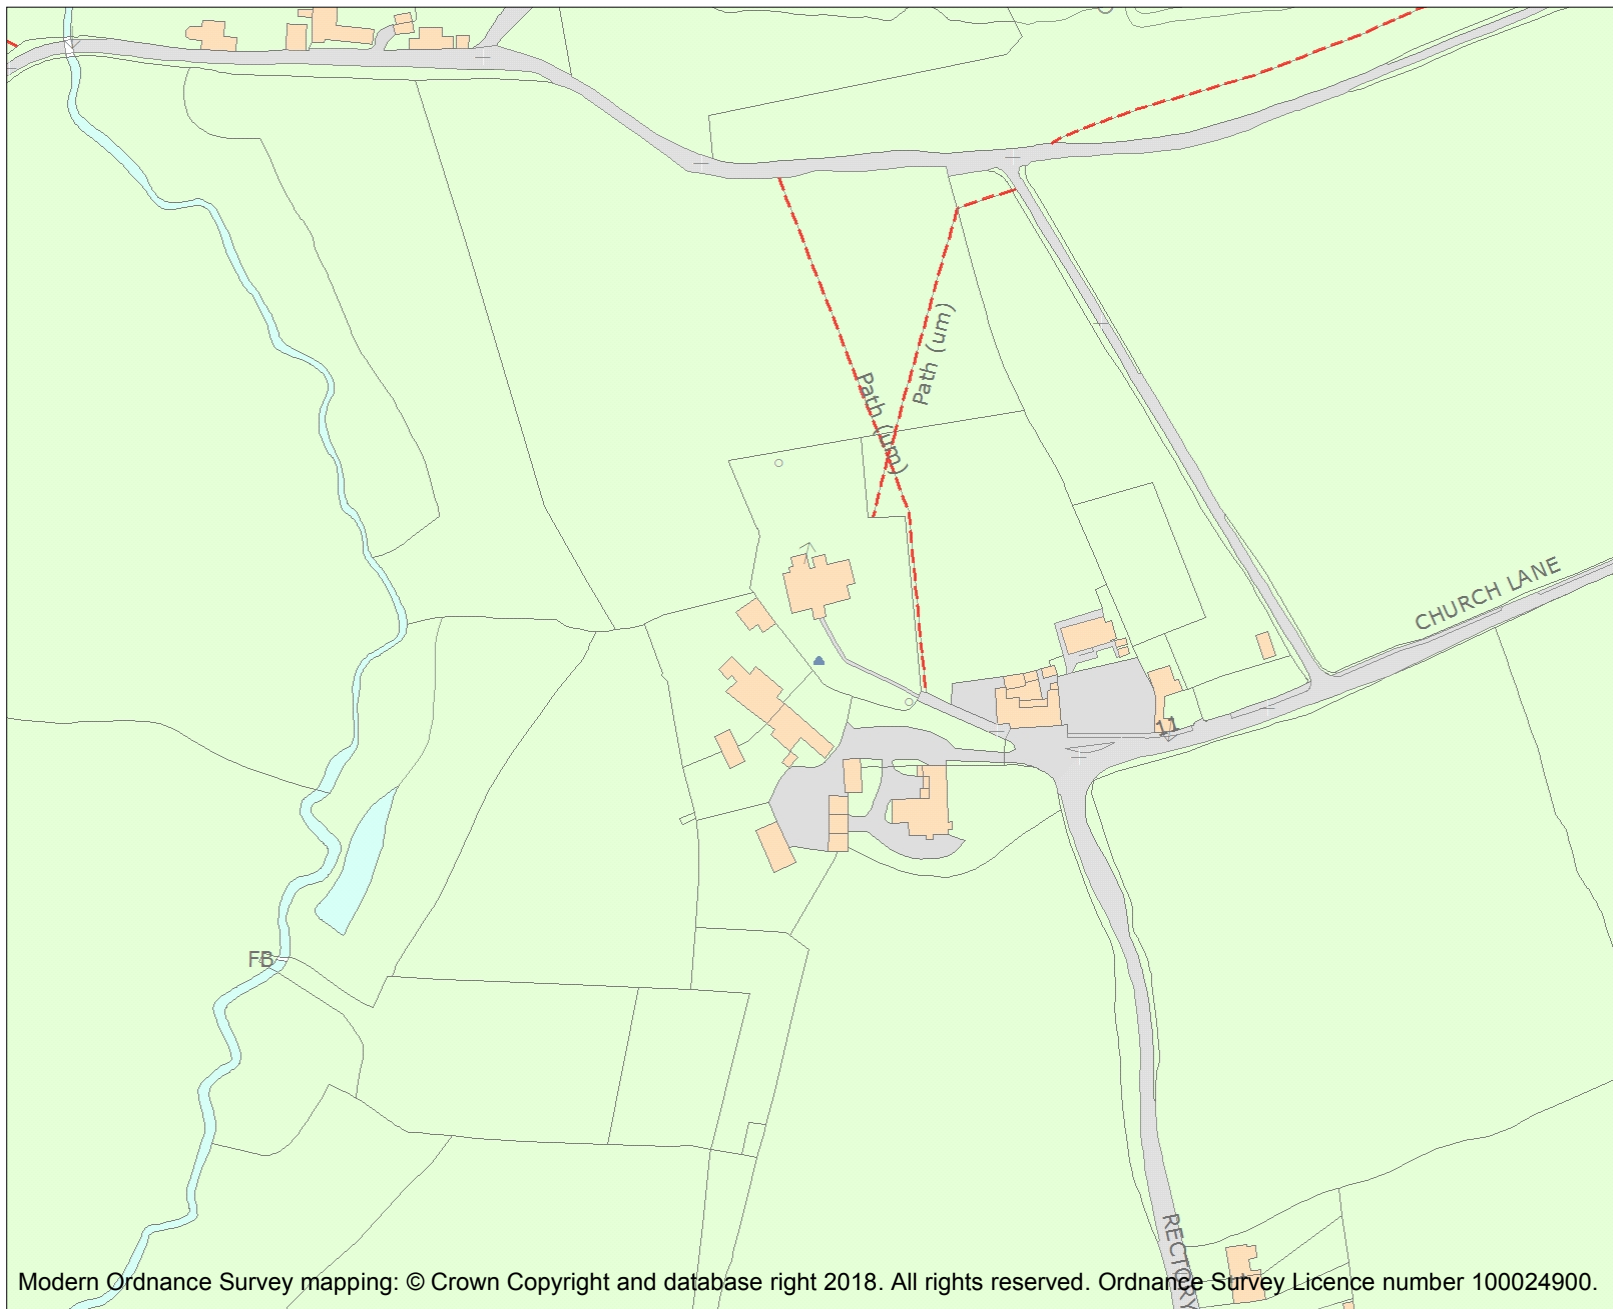 Path (um)
Path (um)
CHURCH LANE
11
FB
RECTORY
Modern Ordnance Survey mapping: © Crown Copyright and database right 2018. All rights reserved. Ordnance Survey Licence number 100024900.